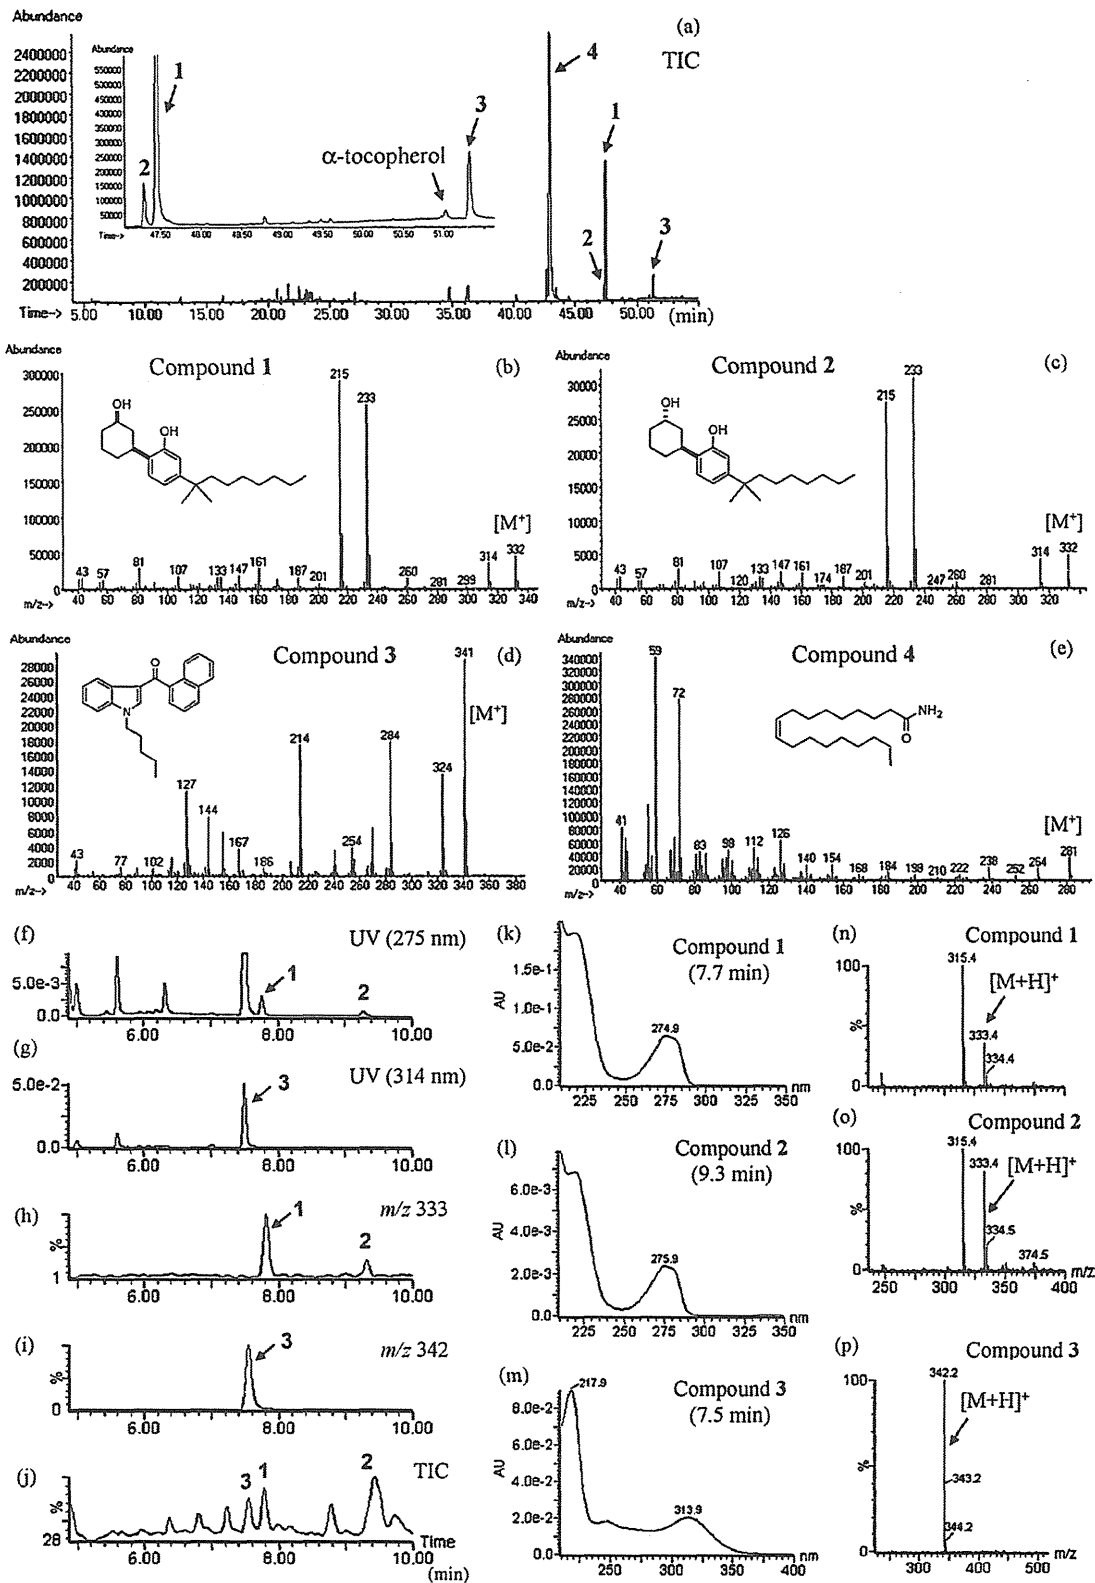 Abundance
(a)
TIC
2400000
2200000
2000000
1800000
1600000
1400000
1200000
1000000
800000
600000
400000
200000
Time-> 5.00 10.00 15.00 20.00 25.00 30.00 35.00 40.00 45.00 50.00 (min)
4
1
2
3
Abundance
550000
500000
450000
400000
350000
300000
250000
200000
150000
100000
50000
Time-> 47.50 48.00 48.50 49.00 49.50 50.00 50.50 51.00
1
2
α-tocopherol
3
Abundance
Compound 1
(b)
300000
250000
200000
150000
100000
50000
0
OH
OH
215
233
[M+]
43 57 81 107 133 147 161 187 201 260 281 299 314 332
m/z-> 40 60 80 100 120 140 160 180 200 220 240 260 280 300 320 340
Abundance
Compound 2
(c)
30000
25000
20000
15000
10000
5000
0
OH
OH
233
215
[M+]
43 57 81 107 120 133 147 161 174 187 201 247 260 281 314 332
m/z-> 40 60 80 100 120 140 160 180 200 220 240 260 280 300 320
Abundance
Compound 3
(d)
28000
26000
24000
22000
20000
18000
16000
14000
12000
10000
8000
6000
4000
2000
0
O
N
341
[M+]
43 77 102 127 144 167 186 214 254 284 324
m/z-> 40 60 80 100 120 140 160 180 200 220 240 260 280 300 320 340 360 380
Abundance
Compound 4
(e)
340000
320000
300000
280000
260000
240000
220000
200000
180000
160000
140000
120000
100000
80000
60000
40000
20000
0
NH2
O
59
72
[M+]
41 83 98 112 126 140 154 168 184 198 210 222 238 252 264 281
m/z-> 40 60 80 100 120 140 160 180 200 220 240 260 280
(f)
UV (275 nm)
5.0e-3
0.0
1
2
6.00 8.00 10.00
(g)
UV (314 nm)
5.0e-2
0.0
3
6.00 8.00 10.00
(h)
m/z 333
%
1
1
2
6.00 8.00 10.00
(i)
m/z 342
%
0
3
6.00 8.00 10.00
(j)
TIC
%
28
3
1
2
Time
6.00 8.00 10.00
(min)
(k)
Compound 1
(7.7 min)
AU
1.5e-1
1.0e-1
5.0e-2
0.0
274.9
225 250 275 300 325 350 nm
(l)
Compound 2
(9.3 min)
AU
6.0e-3
4.0e-3
2.0e-3
0.0
275.9
225 250 275 300 325 350 nm
(m)
Compound 3
(7.5 min)
AU
8.0e-2
6.0e-2
4.0e-2
2.0e-2
0.0
217.9
313.9
250 300 350 400 nm
(n)
Compound 1
100
%
0
315.4
[M+H]+
333.4
334.4
(o)
Compound 2
100
%
0
315.4
333.4
[M+H]+
334.5
374.5
250 300 350 400 m/z
(p)
Compound 3
100
%
0
342.2
[M+H]+
343.2
344.2
300 400 500 m/z